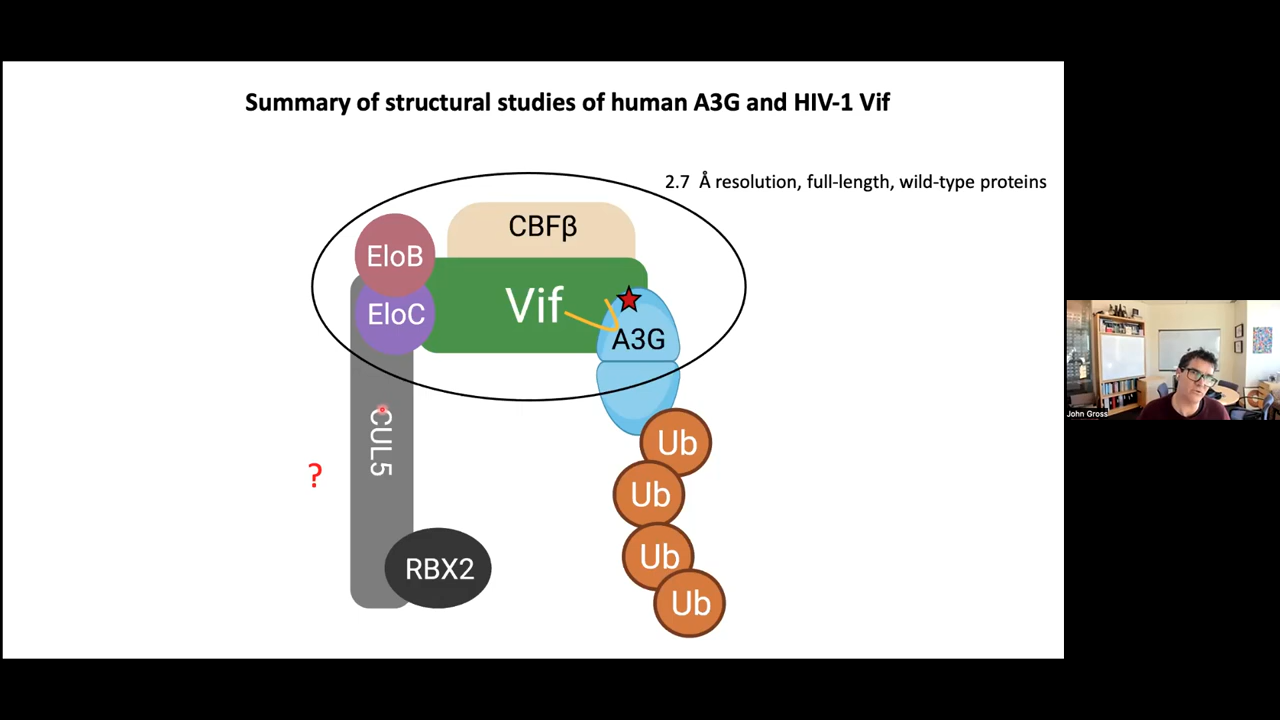 Summary of structural studies of human A3G and HIV-1 Vif
2.7 Å resolution, full-length, wild-type proteins
CBFβ
EloB
EloC
Vif
A3G
CUL5
?
RBX2
Ub
Ub
Ub
Ub
John Gross